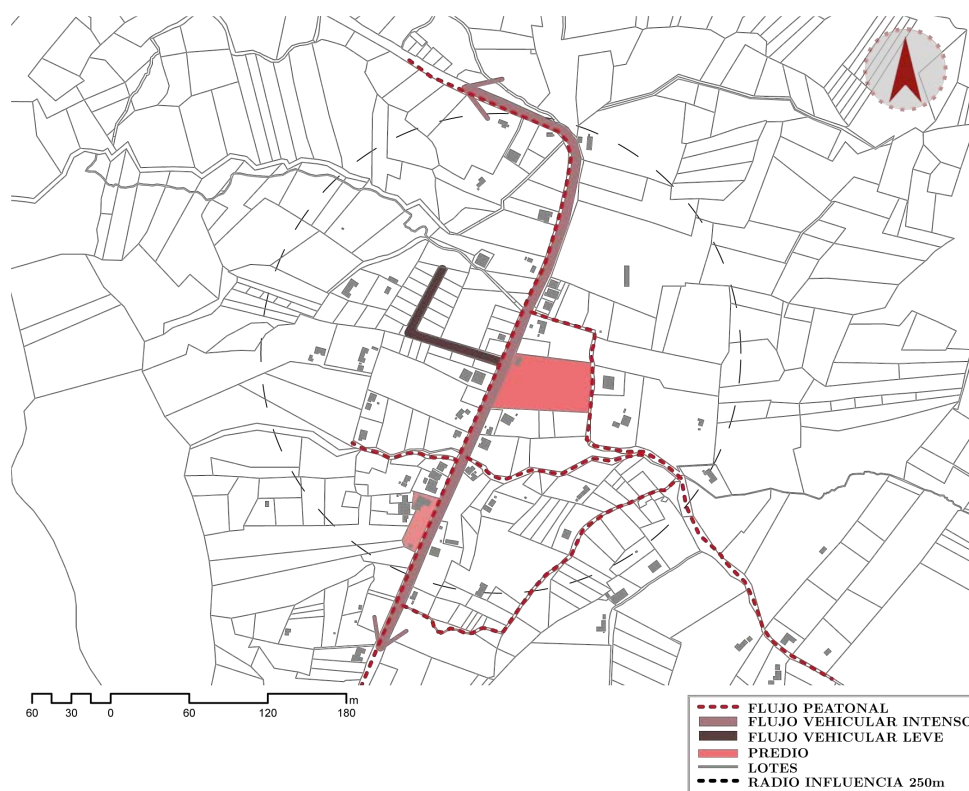 60 30 0 60 120 180 m
FLUJO PEATONAL
FLUJO VEHICULAR INTENSO
FLUJO VEHICULAR LEVE
PREDIO
LOTES
RADIO INFLUENCIA 250m